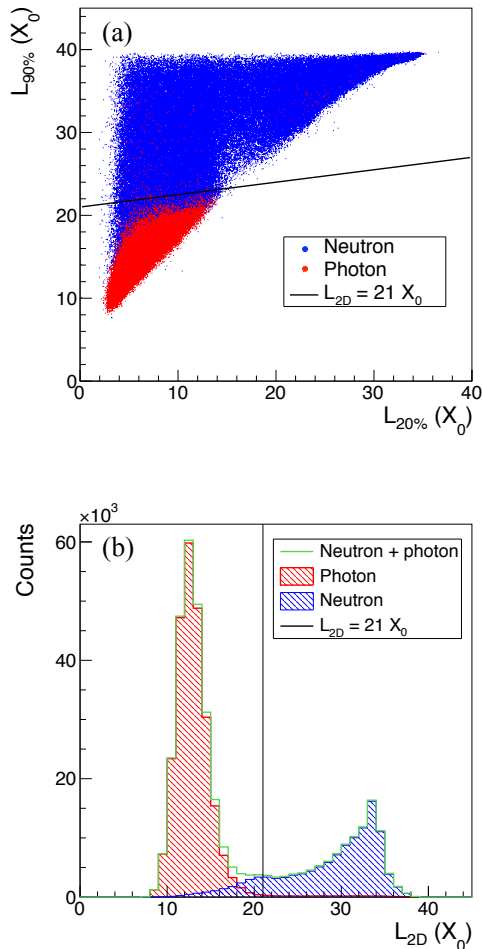 (a)
L90% (X0)
40
30
20
10
0
Neutron
Photon
L2D = 21 X0
0 10 20 30 40
L20% (X0)
×10^3
(b)
Counts
60
40
20
0
Neutron + photon
Photon
Neutron
L2D = 21 X0
0 10 20 30 40
L2D (X0)